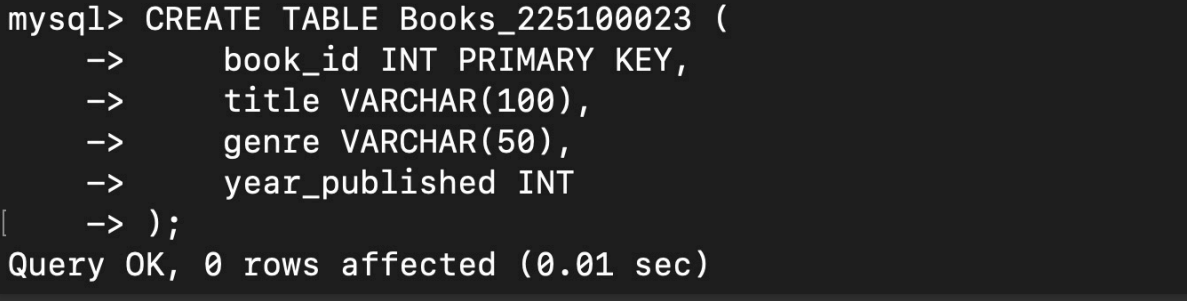 mysql> CREATE TABLE Books_225100023 (
    ->     book_id INT PRIMARY KEY,
    ->     title VARCHAR(100),
    ->     genre VARCHAR(50),
    ->     year_published INT
[    -> );
Query OK, 0 rows affected (0.01 sec)